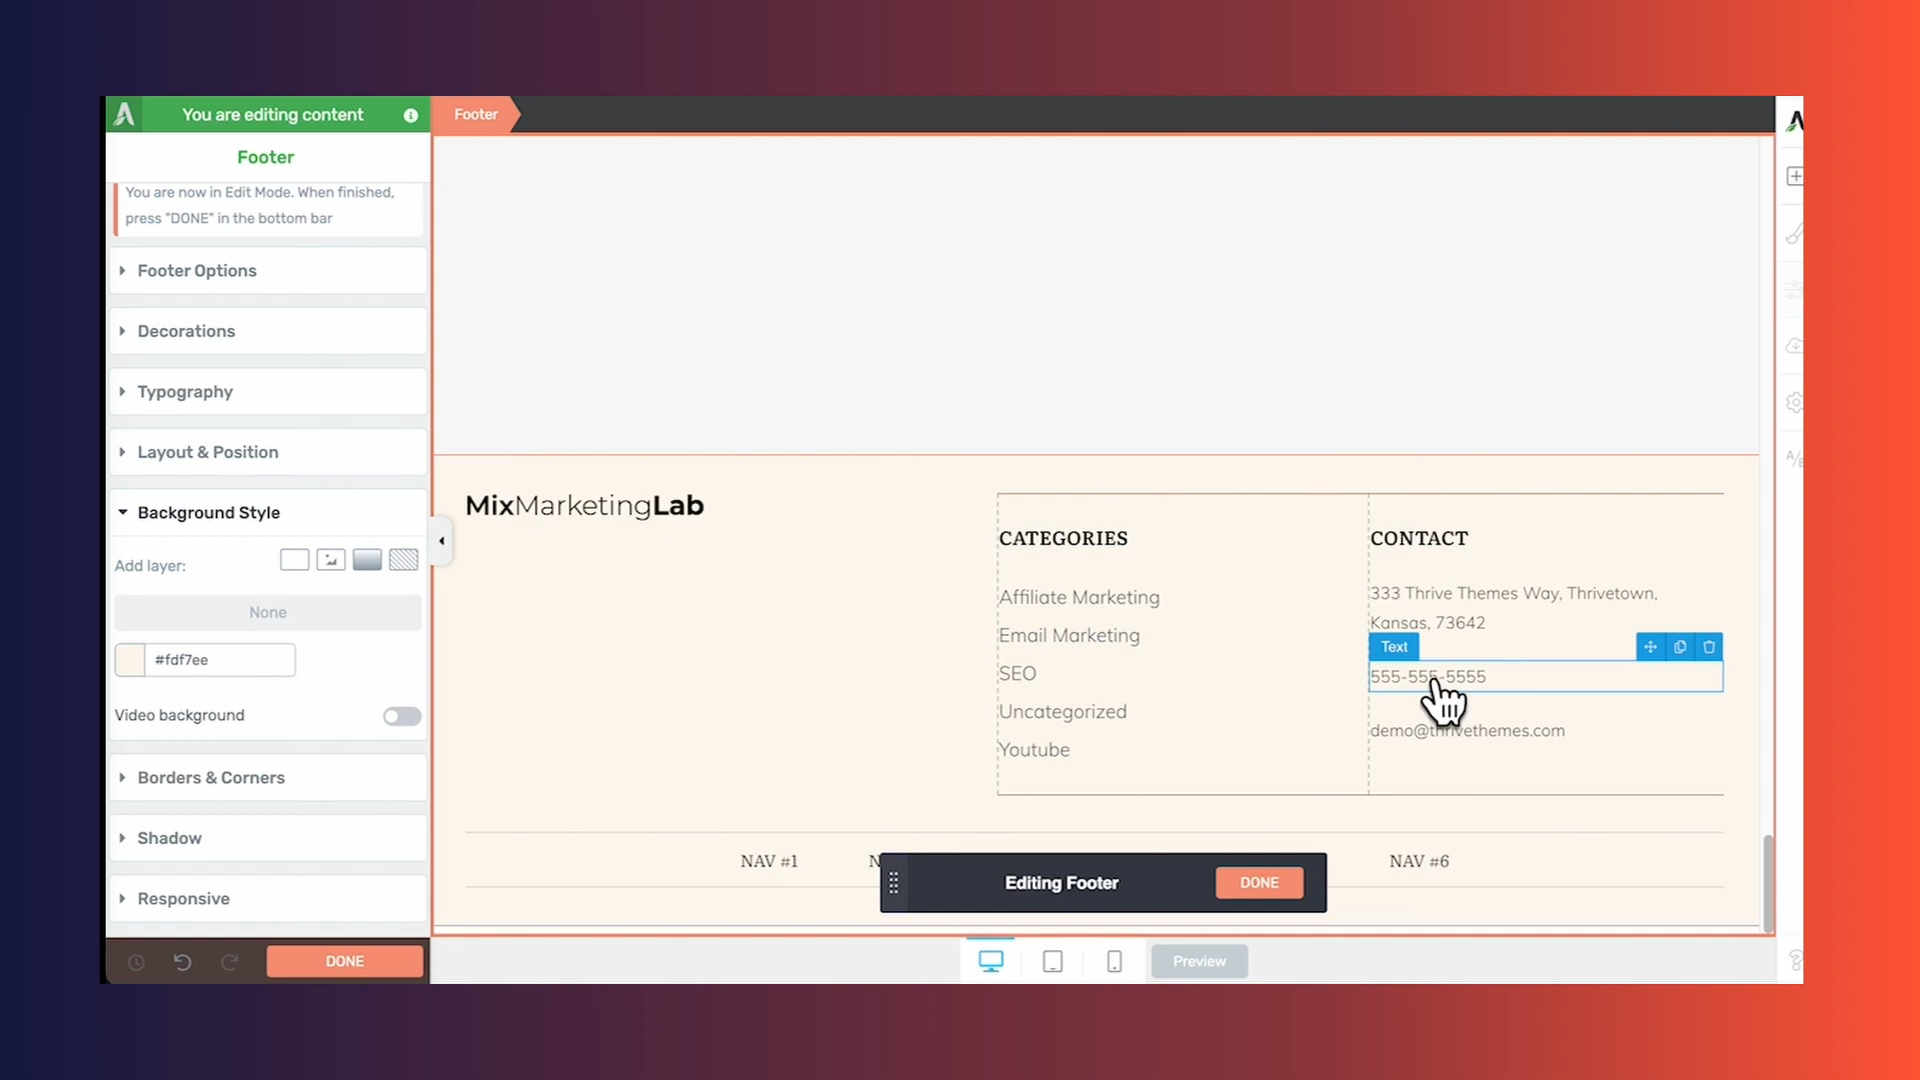 You are editing content
Footer
Footer
You are now in Edit Mode. When finished,
press "DONE" in the bottom bar
Footer Options
Decorations
Typography
Layout & Position
Background Style
Add layer:
None
#fdf7ee
Video background
Borders & Corners
Shadow
Responsive
DONE
MixMarketingLab
CATEGORIES
Affiliate Marketing
Email Marketing
SEO
Uncategorized
Youtube
CONTACT
333 Thrive Themes Way, Thrivetown,
Kansas, 73642
Text
555-555-5555
demo@thrivethemes.com
NAV #1
N
NAV #6
Editing Footer
DONE
Preview
A/B